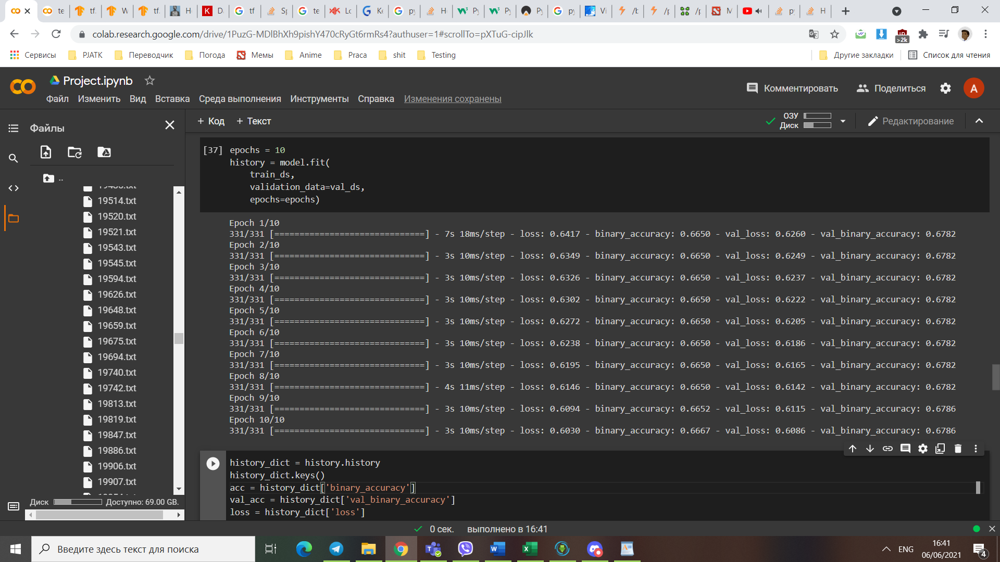 te
tf.
W
tf.
H
D
tf
Sp
te
Lo
Ke
py
H
Py
Py
Py
py
Vi
/b
/p
/p
M
py
H
colab.research.google.com/drive/1PuzG-MDlBhXh9pishY470cRyGt6rmRs4?authuser=1#scrollTo=pXTuG-cipJlk
>2k
Сервисы PJATK Переводчик Погода Мемы Anime Praca shit Testing Другие закладки Список для чтения
Project.ipynb
Файл Изменить Вид Вставка Среда выполнения Инструменты Справка Изменения сохранены
Комментировать Поделиться A
Файлы
+ Код + Текст
ОЗУ
Диск
Редактирование
..
19514.txt
19520.txt
19521.txt
19543.txt
19545.txt
19594.txt
19626.txt
19648.txt
19659.txt
19675.txt
19694.txt
19740.txt
19742.txt
19813.txt
19819.txt
19847.txt
19886.txt
19906.txt
19907.txt
Диск Доступно: 69.00 GB.
[37] epochs = 10
history = model.fit(
train_ds,
validation_data=val_ds,
epochs=epochs)
Epoch 1/10
331/331 [==============================] - 7s 18ms/step - loss: 0.6417 - binary_accuracy: 0.6650 - val_loss: 0.6260 - val_binary_accuracy: 0.6782
Epoch 2/10
331/331 [==============================] - 3s 10ms/step - loss: 0.6349 - binary_accuracy: 0.6650 - val_loss: 0.6249 - val_binary_accuracy: 0.6782
Epoch 3/10
331/331 [==============================] - 3s 10ms/step - loss: 0.6326 - binary_accuracy: 0.6650 - val_loss: 0.6237 - val_binary_accuracy: 0.6782
Epoch 4/10
331/331 [==============================] - 3s 10ms/step - loss: 0.6302 - binary_accuracy: 0.6650 - val_loss: 0.6222 - val_binary_accuracy: 0.6782
Epoch 5/10
331/331 [==============================] - 3s 10ms/step - loss: 0.6272 - binary_accuracy: 0.6650 - val_loss: 0.6205 - val_binary_accuracy: 0.6782
Epoch 6/10
331/331 [==============================] - 3s 10ms/step - loss: 0.6238 - binary_accuracy: 0.6650 - val_loss: 0.6186 - val_binary_accuracy: 0.6782
Epoch 7/10
331/331 [==============================] - 3s 10ms/step - loss: 0.6195 - binary_accuracy: 0.6650 - val_loss: 0.6165 - val_binary_accuracy: 0.6782
Epoch 8/10
331/331 [==============================] - 4s 11ms/step - loss: 0.6146 - binary_accuracy: 0.6650 - val_loss: 0.6142 - val_binary_accuracy: 0.6782
Epoch 9/10
331/331 [==============================] - 3s 10ms/step - loss: 0.6094 - binary_accuracy: 0.6652 - val_loss: 0.6115 - val_binary_accuracy: 0.6786
Epoch 10/10
331/331 [==============================] - 3s 10ms/step - loss: 0.6030 - binary_accuracy: 0.6667 - val_loss: 0.6086 - val_binary_accuracy: 0.6786
history_dict = history.history
history_dict.keys()
acc = history_dict['binary_accuracy']
val_acc = history_dict['val_binary_accuracy']
loss = history_dict['loss']
0 сек. выполнено в 16:41
Введите здесь текст для поиска
ENG
16:41
06/06/2021
4